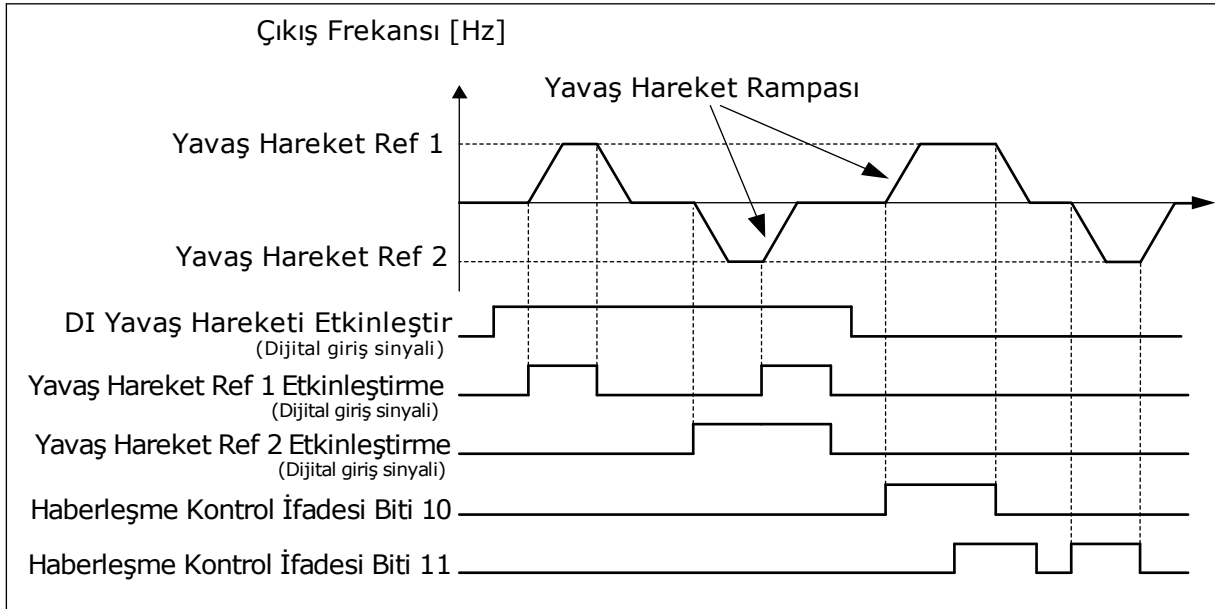 Çıkış Frekansı [Hz]
Yavaş Hareket Rampası
Yavaş Hareket Ref 1
Yavaş Hareket Ref 2
DI Yavaş Hareketi Etkinleştir
(Dijital giriş sinyali)
Yavaş Hareket Ref 1 Etkinleştirme
(Dijital giriş sinyali)
Yavaş Hareket Ref 2 Etkinleştirme
(Dijital giriş sinyali)
Haberleşme Kontrol İfadesi Biti 10
Haberleşme Kontrol İfadesi Biti 11